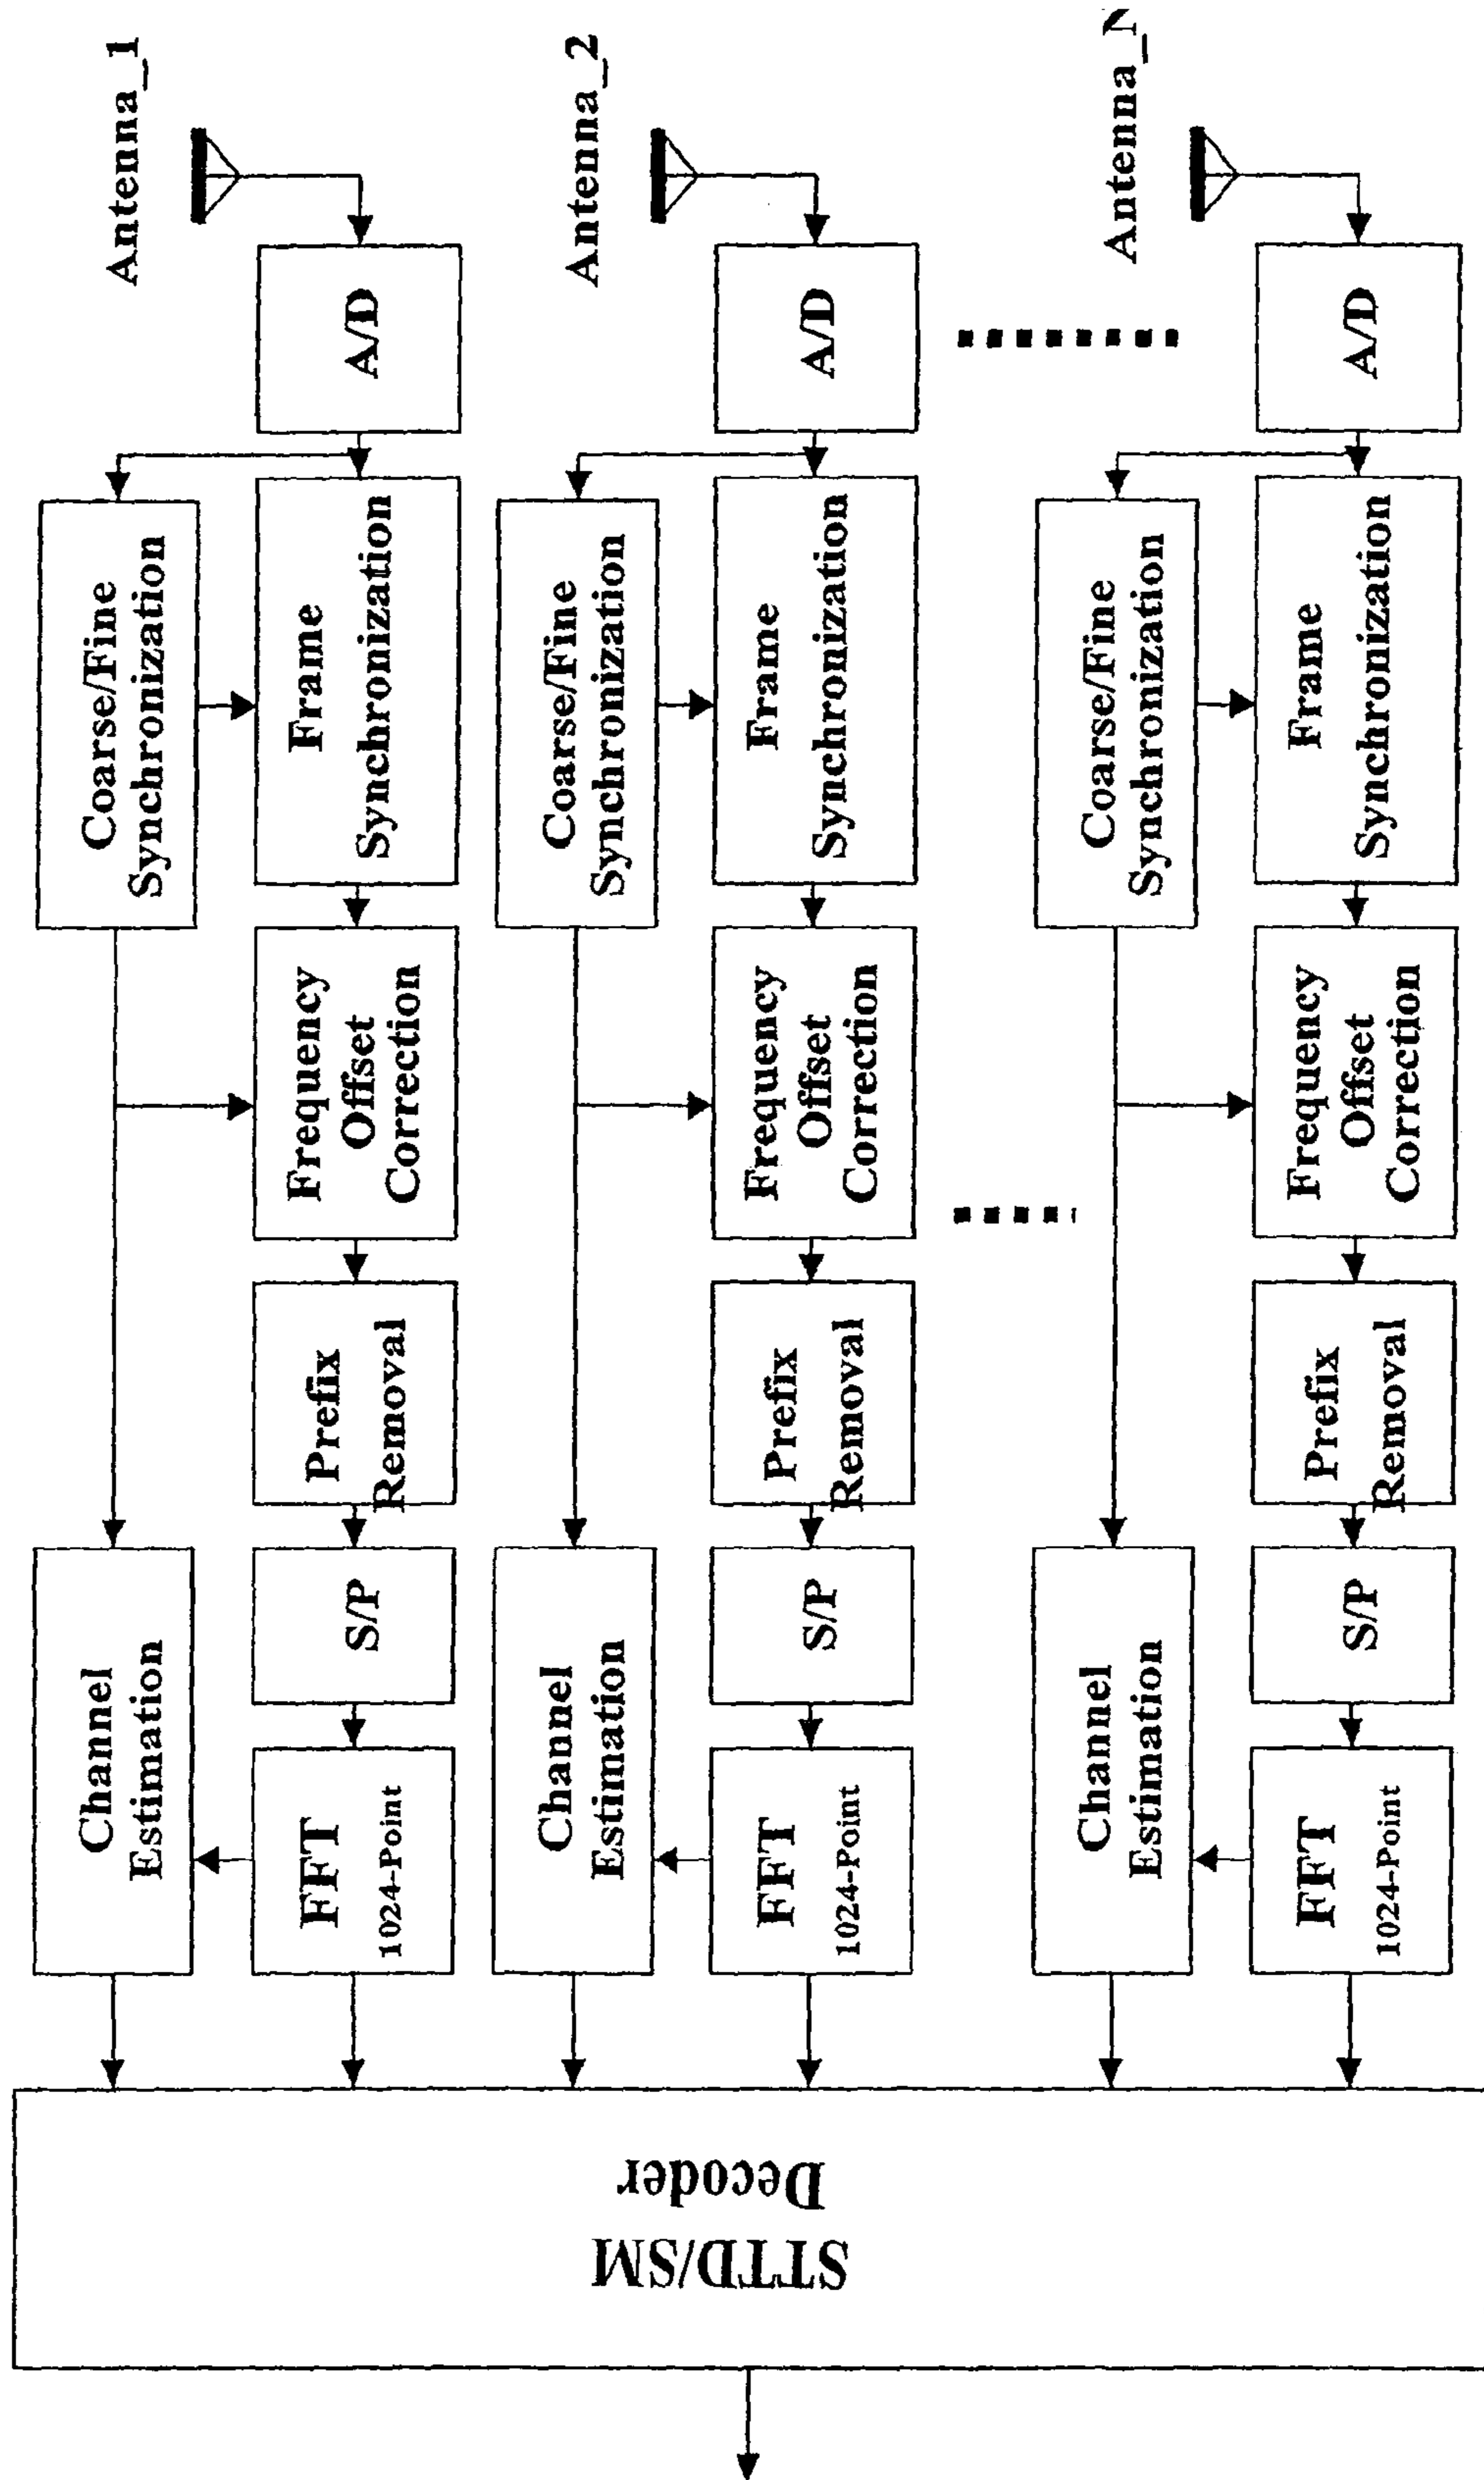 Antenna_1
A/D
Coarse/Fine
Synchronization
Frame
Synchronization
Frequency
Offset
Correction
Prefix
Removal
S/P
FFT
1024-Point
Channel
Estimation
Antenna_2
A/D
Coarse/Fine
Synchronization
Frame
Synchronization
Frequency
Offset
Correction
Prefix
Removal
S/P
FFT
1024-Point
Channel
Estimation
Antenna_N
A/D
Coarse/Fine
Synchronization
Frame
Synchronization
Frequency
Offset
Correction
Prefix
Removal
S/P
FFT
1024-Point
Channel
Estimation
STTD/SM
Decoder